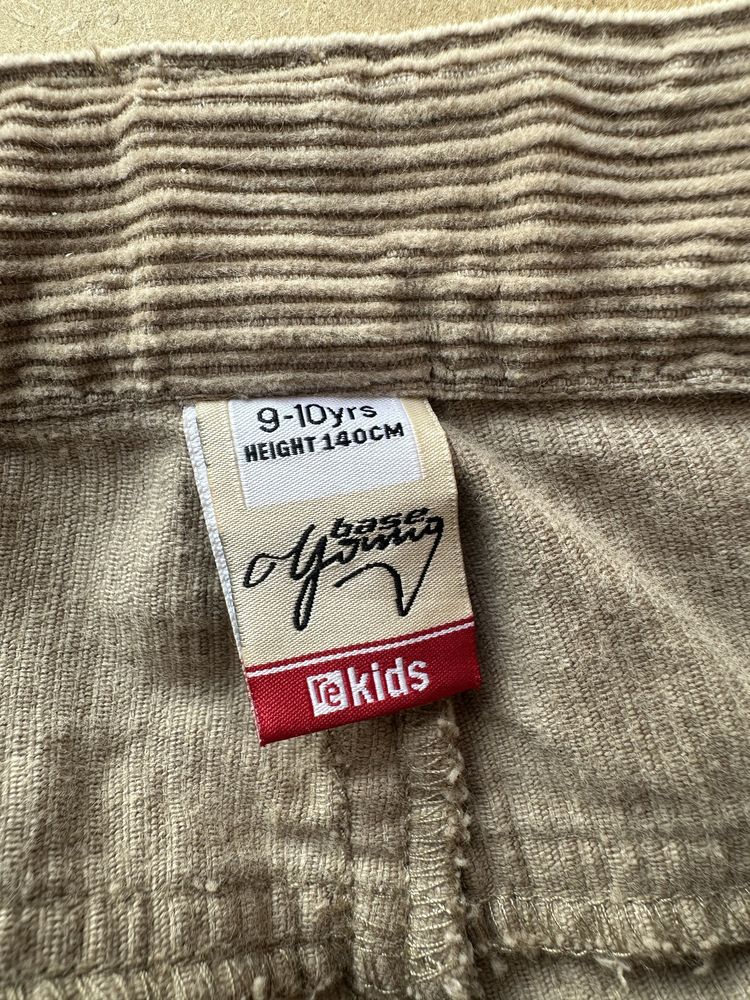 9-10yrs
HEIGHT 140CM
base
Young
re kids